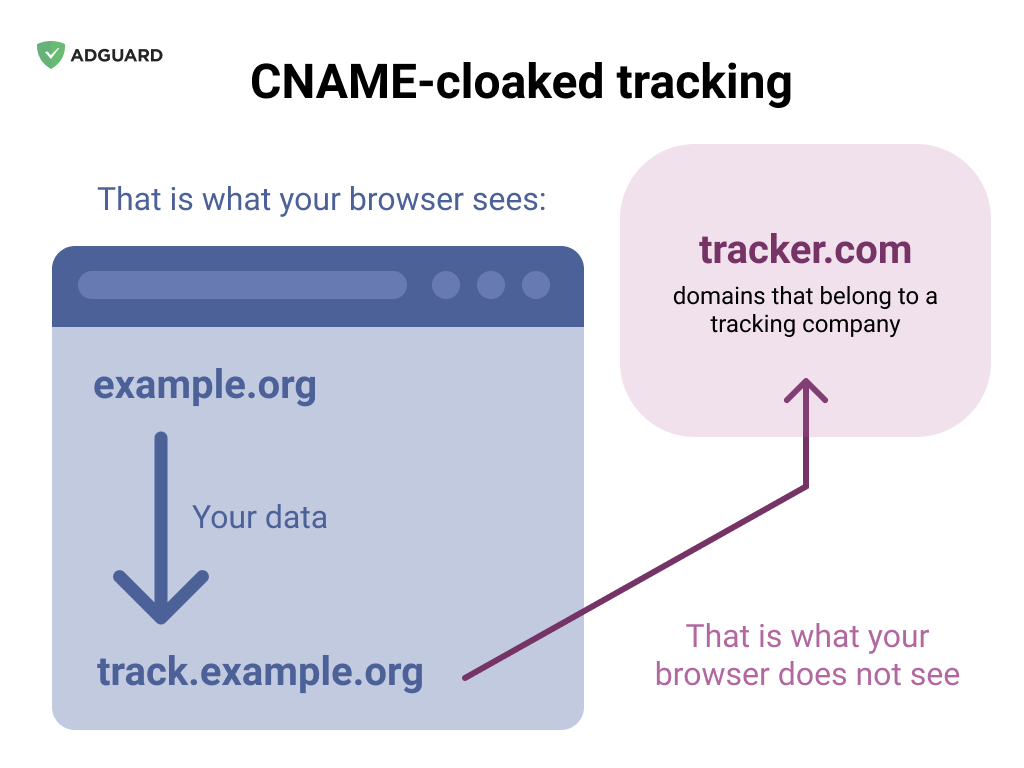 ADGUARD
CNAME-cloaked tracking
That is what your browser sees:
example.org
Your data
track.example.org
tracker.com
domains that belong to a
tracking company
That is what your
browser does not see